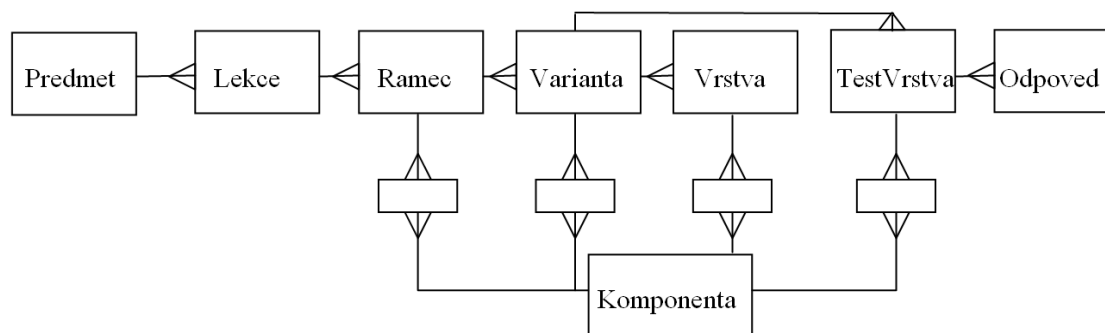 Predmet
Lekce
Ramec
Varianta
Vrstva
TestVrstva
Odpoved
Komponenta